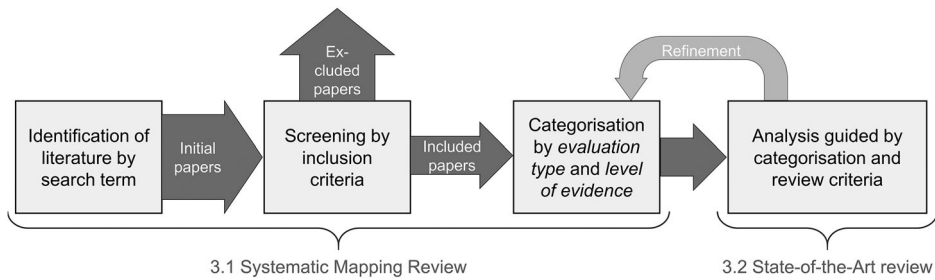 Ex-
cluded
papers
Refinement
Identification of
literature by
search term
Initial
papers
Screening by
inclusion
criteria
Included
papers
Categorisation
by evaluation
type and level
of evidence
Analysis guided by
categorisation and
review criteria
3.1 Systematic Mapping Review
3.2 State-of-the-Art review